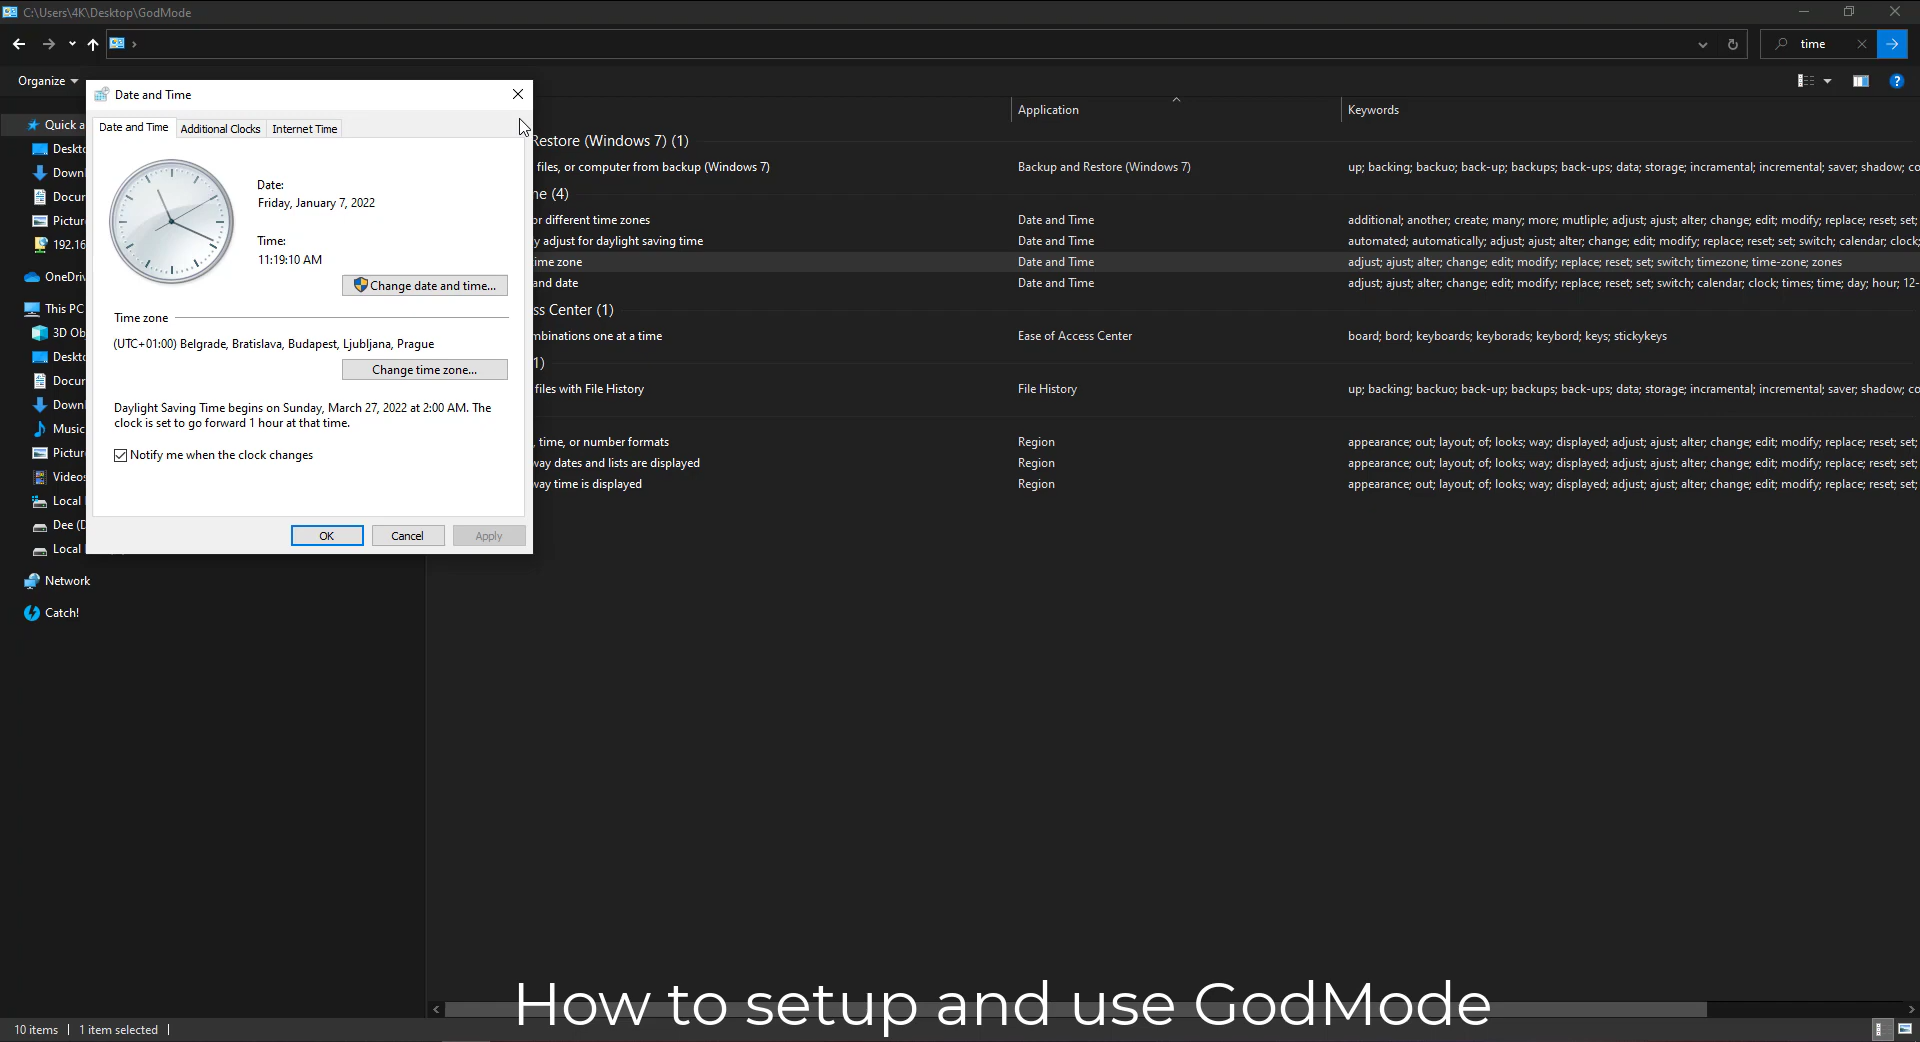 C:\Users\4K\Desktop\GodMode
time
Organize
Date and Time
Date and Time
Additional Clocks
Internet Time
Date:
Friday, January 7, 2022
Time:
11:19:10 AM
Change date and time...
Time zone
(UTC+01:00) Belgrade, Bratislava, Budapest, Ljubljana, Prague
Change time zone...
Daylight Saving Time begins on Sunday, March 27, 2022 at 2:00 AM. The
clock is set to go forward 1 hour at that time.
Notify me when the clock changes
OK
Cancel
Apply
Quick a
Deskto
Downl
Docur
Pictur
192.16
OneDriv
This PC
3D Ob
Deskto
Docur
Downl
Music
Pictur
Videos
Local
Dee (D
Local
Network
Catch!
Application
Keywords
Restore (Windows 7) (1)
files, or computer from backup (Windows 7)
Backup and Restore (Windows 7)
up; backing; backuo; back-up; backups; back-ups; data; storage; incramental; incremental; saver; shadow; co
ne (4)
or different time zones
Date and Time
additional; another; create; many; more; mutliple; adjust; ajust; alter; change; edit; modify; replace; reset; set;
y adjust for daylight saving time
Date and Time
automated; automatically; adjust; ajust; alter; change; edit; modify; replace; reset; set; switch; calendar; clock;
time zone
Date and Time
adjust; ajust; alter; change; edit; modify; replace; reset; set; switch; timezone; time-zone; zones
and date
Date and Time
adjust; ajust; alter; change; edit; modify; replace; reset; set; switch; calendar; clock; times; time; day; hour; 12-
ss Center (1)
mbinations one at a time
Ease of Access Center
board; bord; keyboards; keyborads; keybord; keys; stickykeys
1)
files with File History
File History
up; backing; backuo; back-up; backups; back-ups; data; storage; incramental; incremental; saver; shadow; co
, time, or number formats
Region
appearance; out; layout; of; looks; way; displayed; adjust; ajust; alter; change; edit; modify; replace; reset; set;
way dates and lists are displayed
Region
appearance; out; layout; of; looks; way; displayed; adjust; ajust; alter; change; edit; modify; replace; reset; set;
way time is displayed
Region
appearance; out; layout; of; looks; way; displayed; adjust; ajust; alter; change; edit; modify; replace; reset; set;
How to setup and use GodMode
10 items
1 item selected